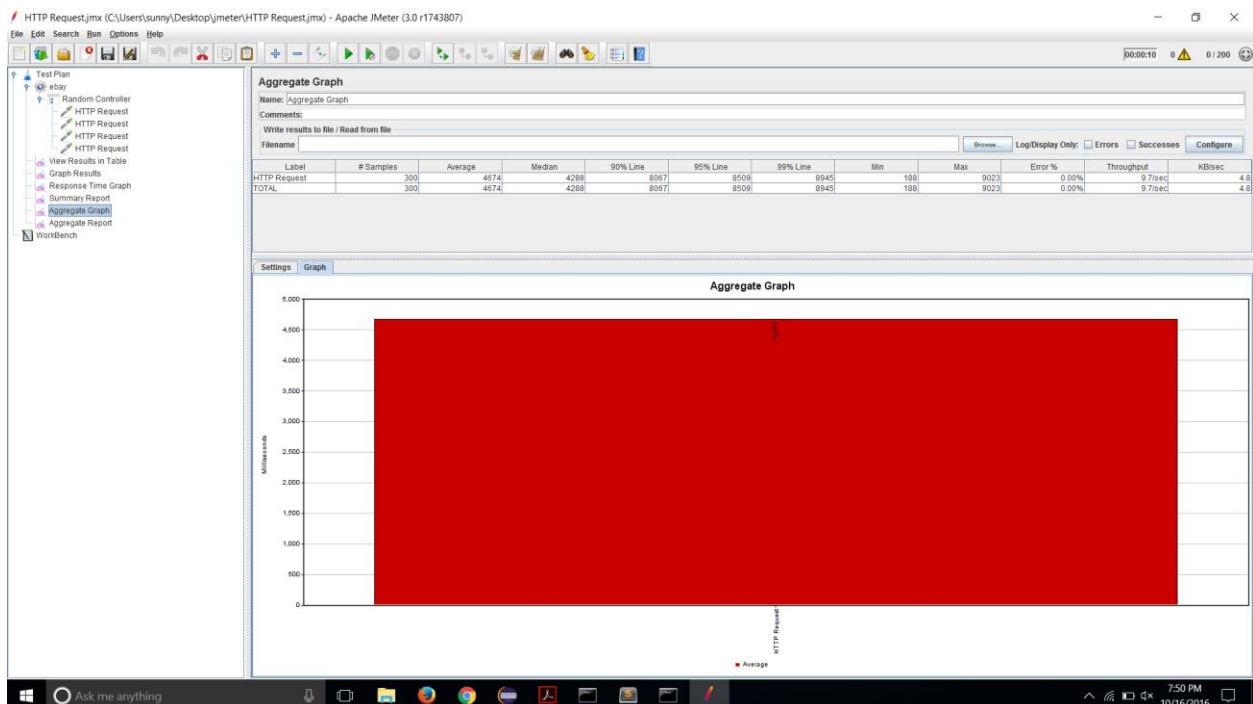 HTTP Request.jmx (C:\Users\sunny\Desktop\jmeter\HTTP Request.jmx) - Apache JMeter (3.0 r1743807)
File Edit Search Run Options Help
00:00:10 0 0 / 200
Test Plan
ebay
Random Controller
HTTP Request
HTTP Request
HTTP Request
HTTP Request
View Results in Table
Graph Results
Response Time Graph
Summary Report
Aggregate Graph
Aggregate Report
WorkBench
Aggregate Graph
Name: Aggregate Graph
Comments:
Write results to file / Read from file
Filename Browse... Log/Display Only: Errors Successes Configure
Label # Samples Average Median 90% Line 95% Line 99% Line Min Max Error % Throughput KB/sec
HTTP Request 300 4674 4288 8067 8509 8945 188 9023 0.00% 9.7/sec 4.8
TOTAL 300 4674 4288 8067 8509 8945 188 9023 0.00% 9.7/sec 4.8
Settings Graph
Aggregate Graph
5,000
4,500
4,000
3,500
3,000
2,500
2,000
1,500
1,000
500
0
Milliseconds
HTTP Request
Average
Ask me anything
7:50 PM
10/16/2016